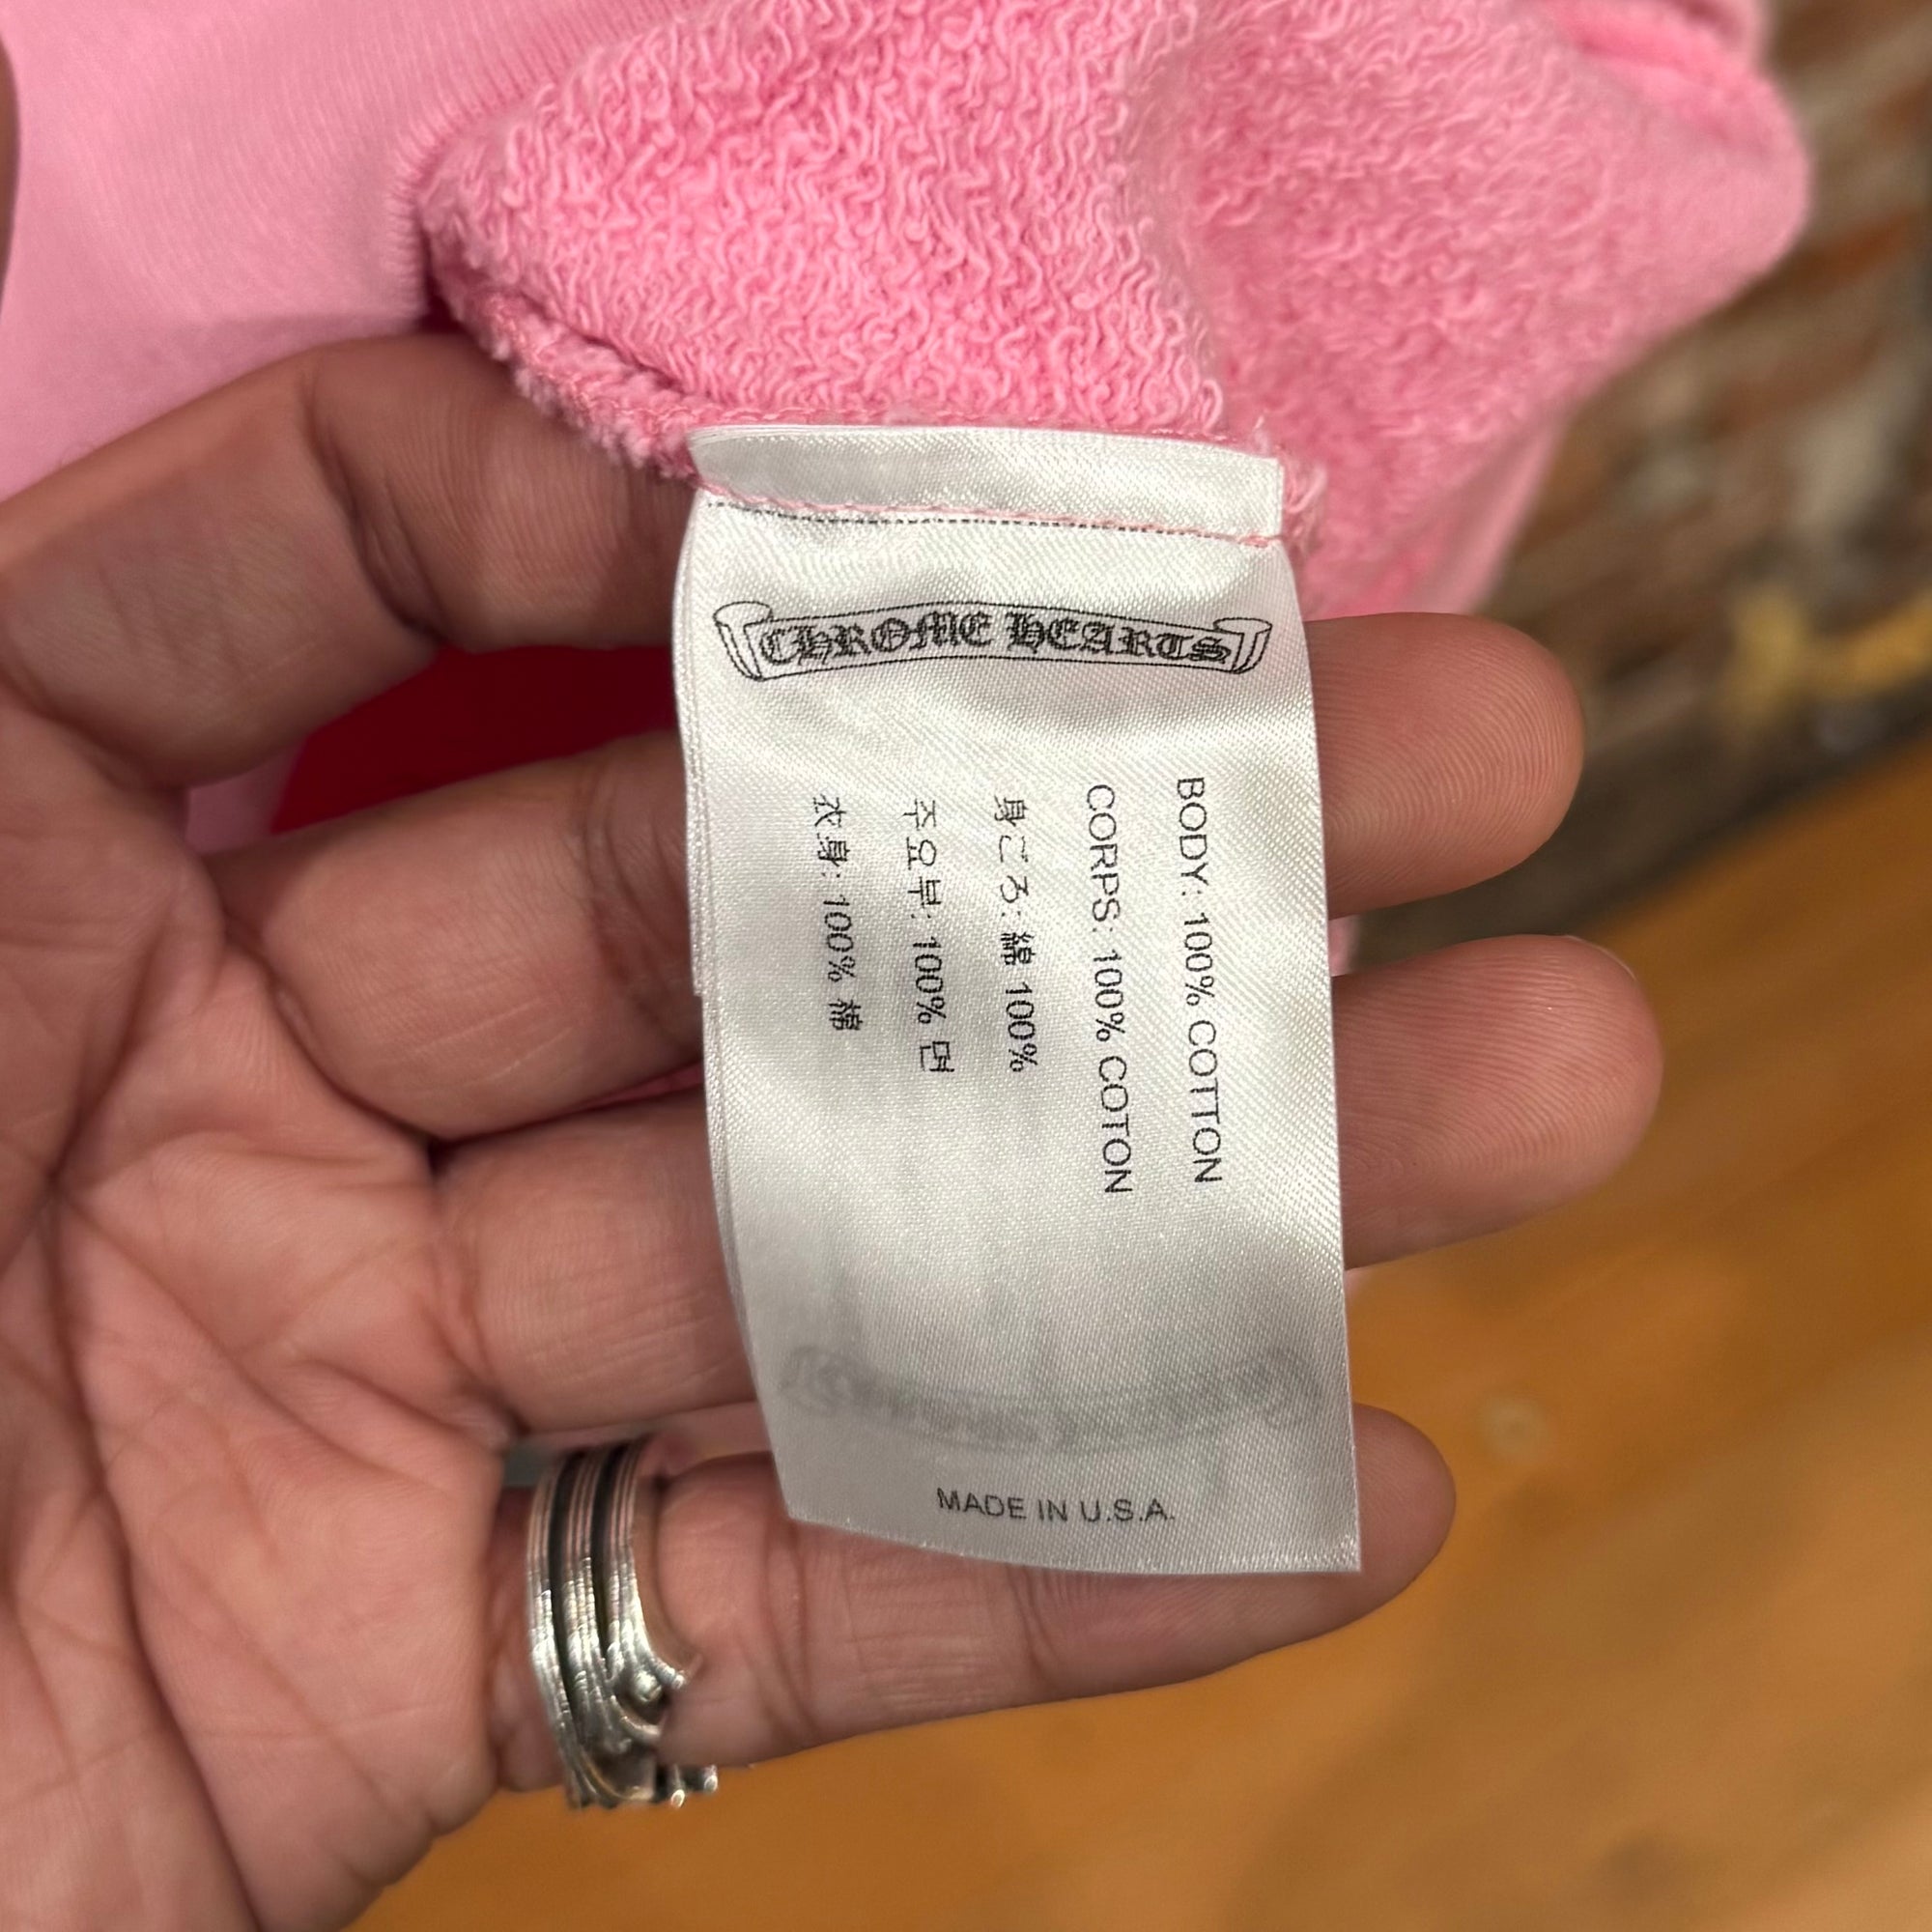 CHROME HEARTS
BODY: 100% COTTON
CORPS: 100% COTON
身ごろ: 綿 100%
주요부: 100% 면
衣身: 100% 棉
MADE IN U.S.A.